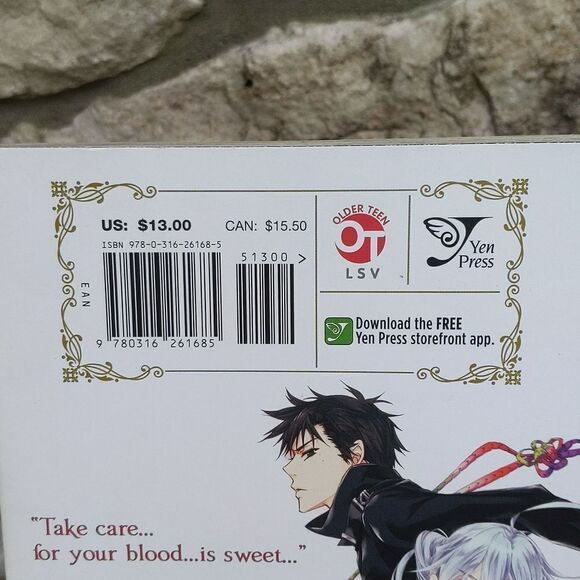 US: $13.00 CAN: $15.50
ISBN 978-0-316-26168-5
51300 >
EAN
9 780316 261685
OLDER TEEN
OT
LSV
Yen
Press
Download the FREE
Yen Press storefront app.
"Take care...
for your blood...is sweet..."